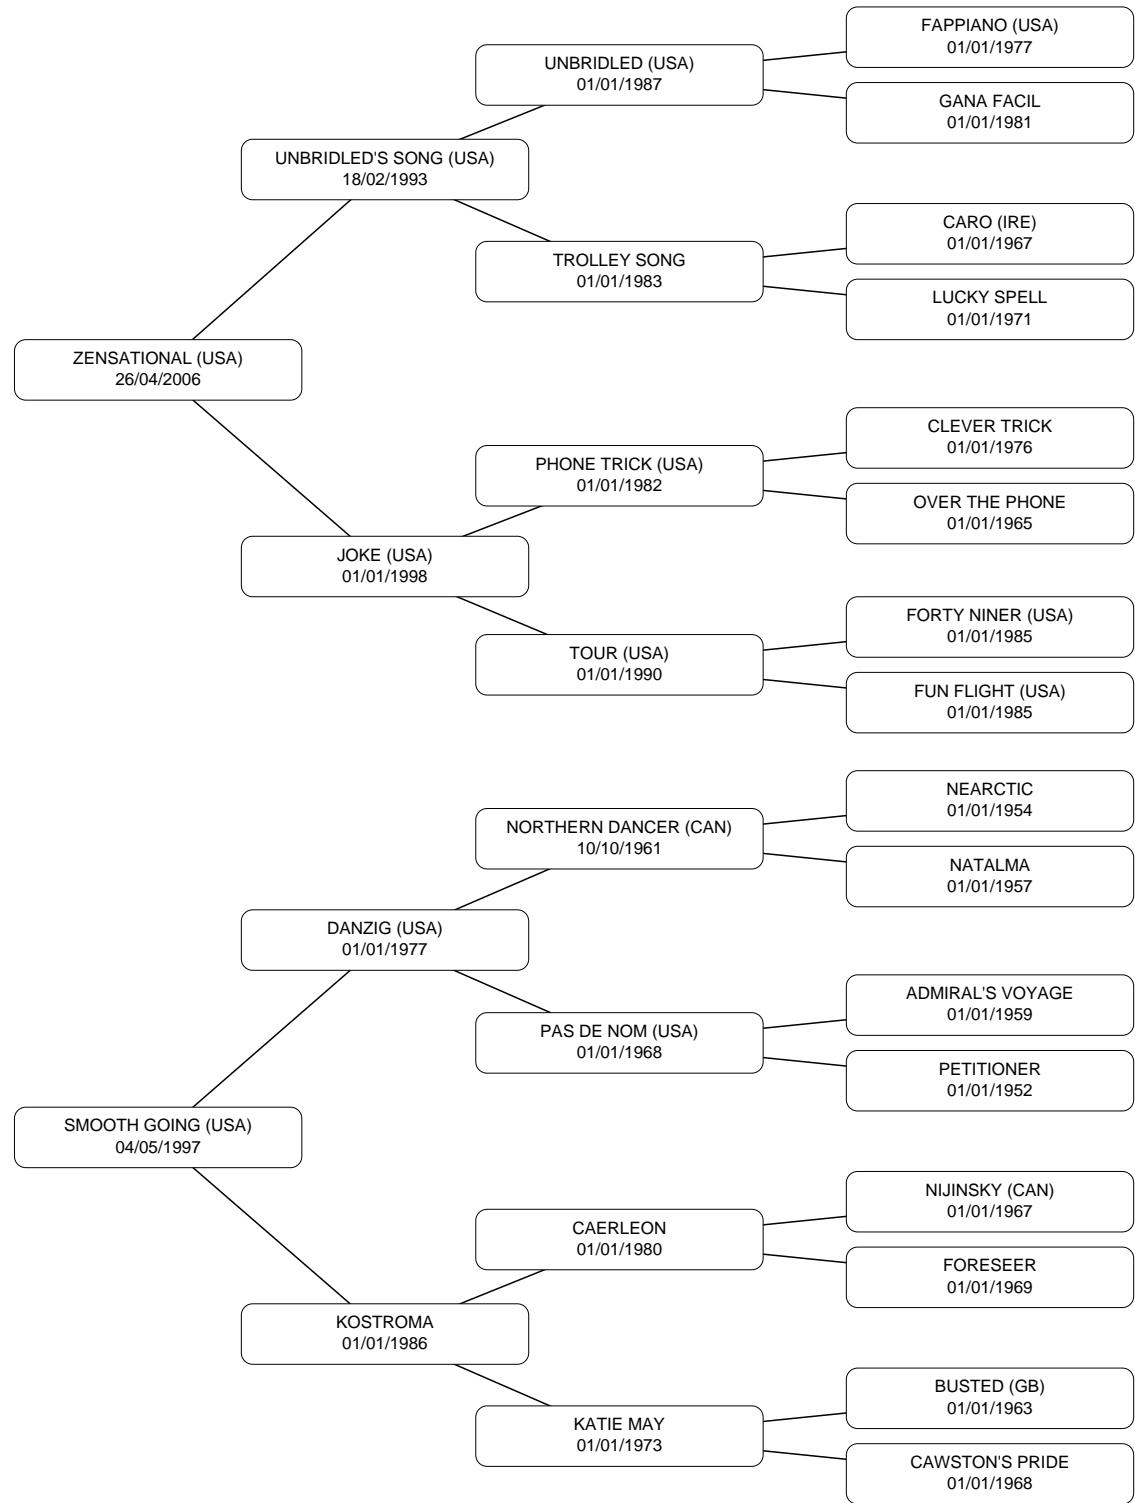 FAPPIANO (USA)
01/01/1977
UNBRIDLED (USA)
01/01/1987
GANA FACIL
01/01/1981
UNBRIDLED'S SONG (USA)
18/02/1993
CARO (IRE)
01/01/1967
TROLLEY SONG
01/01/1983
LUCKY SPELL
01/01/1971
ZENSATIONAL (USA)
26/04/2006
CLEVER TRICK
01/01/1976
PHONE TRICK (USA)
01/01/1982
OVER THE PHONE
01/01/1965
JOKE (USA)
01/01/1998
FORTY NINER (USA)
01/01/1985
TOUR (USA)
01/01/1990
FUN FLIGHT (USA)
01/01/1985
NEARCTIC
01/01/1954
NORTHERN DANCER (CAN)
10/10/1961
NATALMA
01/01/1957
DANZIG (USA)
01/01/1977
ADMIRAL'S VOYAGE
01/01/1959
PAS DE NOM (USA)
01/01/1968
PETITIONER
01/01/1952
SMOOTH GOING (USA)
04/05/1997
NIJINSKY (CAN)
01/01/1967
CAERLEON
01/01/1980
FORESEER
01/01/1969
KOSTROMA
01/01/1986
BUSTED (GB)
01/01/1963
KATIE MAY
01/01/1973
CAWSTON'S PRIDE
01/01/1968